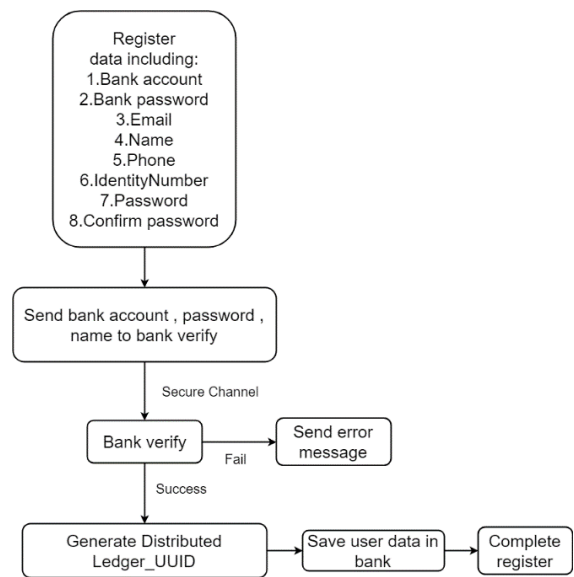 Register
data including:
1.Bank account
2.Bank password
3.Email
4.Name
5.Phone
6.IdentityNumber
7.Password
8.Confirm password
Send bank account , password ,
name to bank verify
Secure Channel
Bank verify
Fail
Send error
message
Success
Generate Distributed
Ledger_UUID
Save user data in
bank
Complete
register